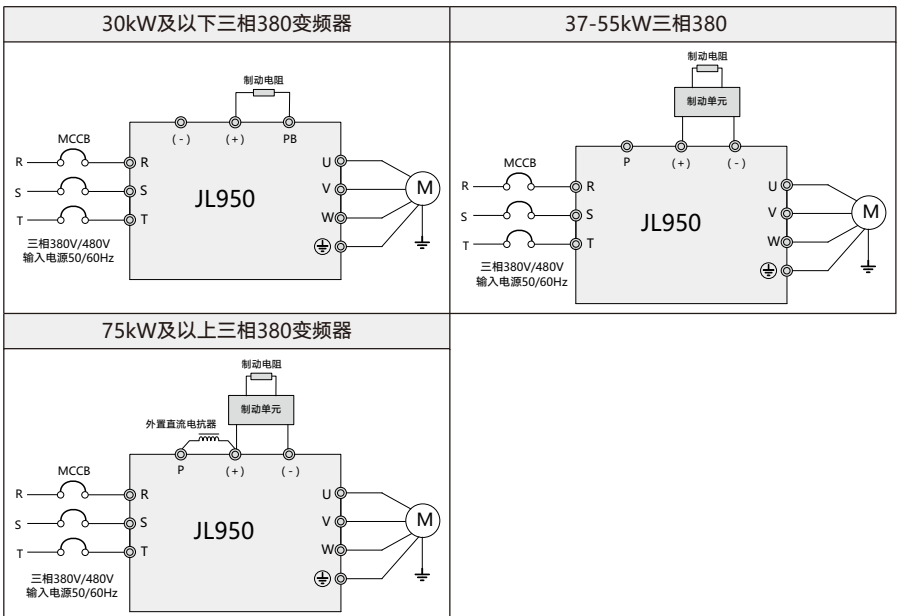 30kW及以下三相380变频器
制动电阻
(-)
(+)
PB
MCCB
R
R
U
S
S
JL950
V
M
T
T
W
三相380V/480V
输入电源50/60Hz
37-55kW三相380
制动电阻
制动单元
P
(+)
(-)
MCCB
R
R
U
S
S
JL950
V
M
T
T
W
三相380V/480V
输入电源50/60Hz
75kW及以上三相380变频器
制动电阻
制动单元
外置直流电抗器
P
(+)
(-)
MCCB
R
R
U
S
S
JL950
V
M
T
T
W
三相380V/480V
输入电源50/60Hz